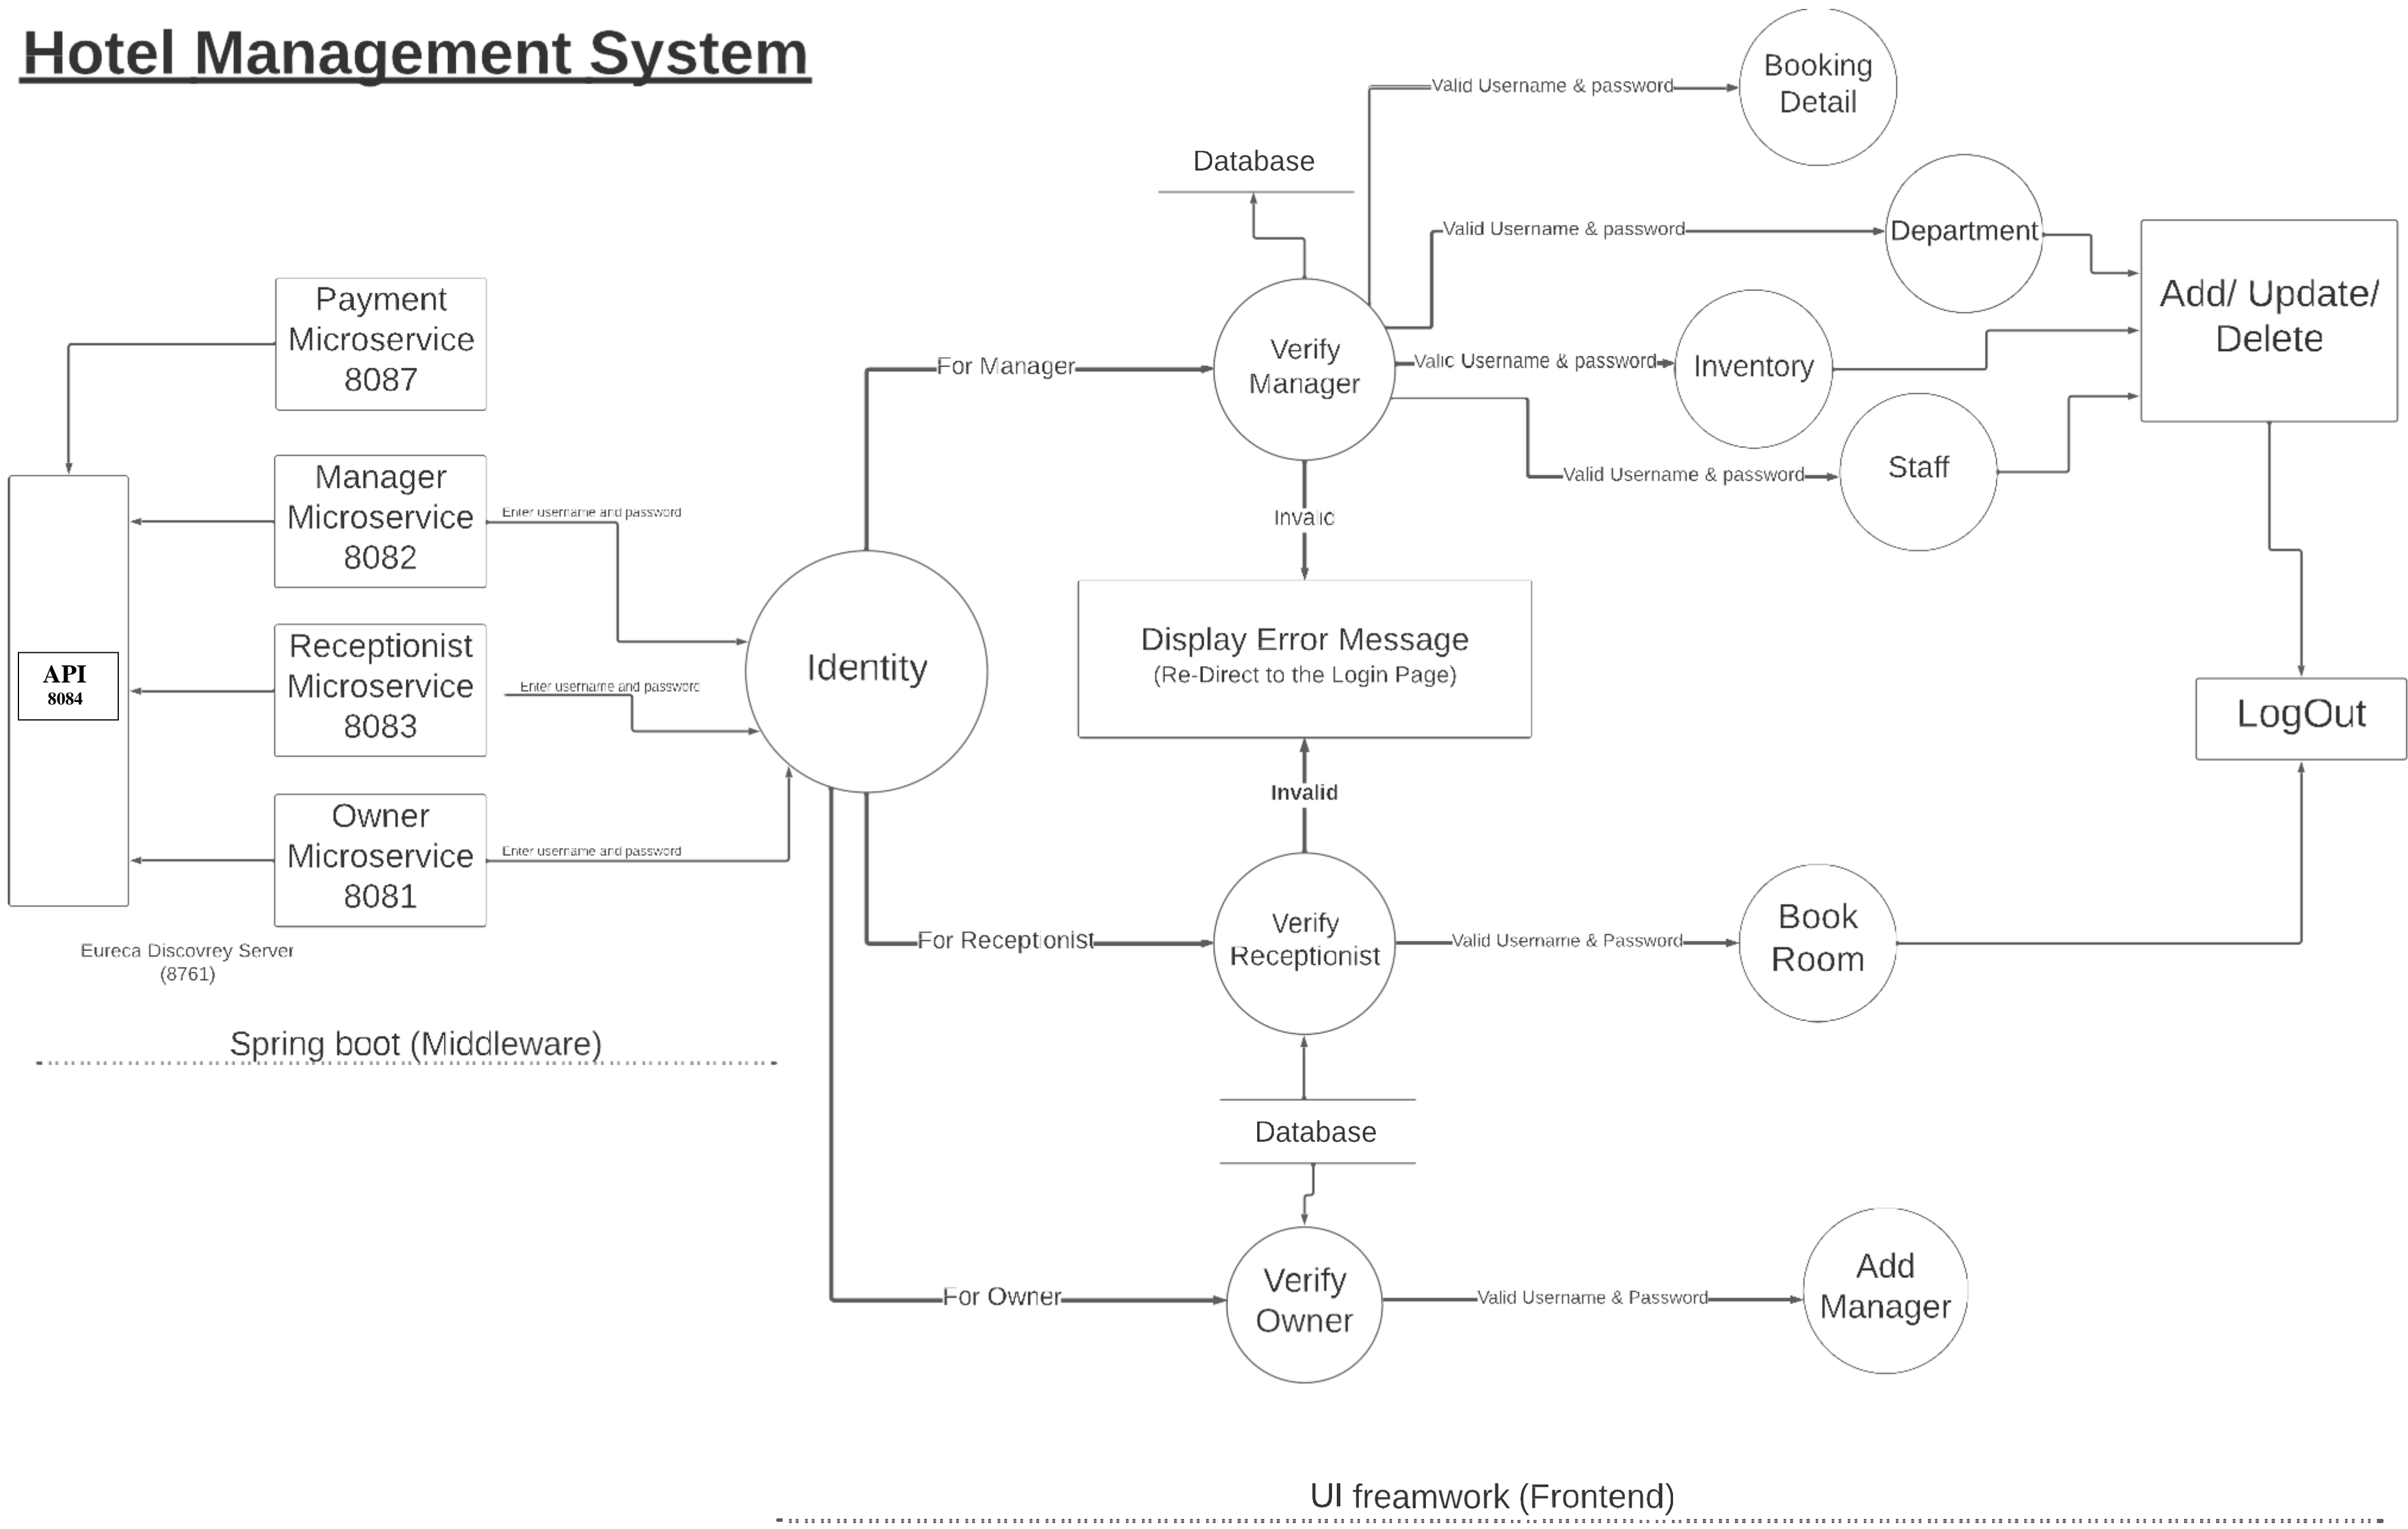 Hotel Management System
Booking
Detail
Valid Username & password
Database
Valid Username & password
Department
Add/ Update/
Delete
Payment
Microservice
8087
For Manager
Verify
Manager
Valid Username & password
Inventory
Valid Username & password
Staff
Manager
Microservice
8082
Enter username and password
Invalid
Identity
Display Error Message
(Re-Direct to the Login Page)
API
8084
Receptionist
Microservice
8083
Enter username and password
LogOut
Invalid
Owner
Microservice
8081
Enter username and password
For Receptionist
Verify
Receptionist
Valid Username & Password
Book
Room
Eureca Discovrey Server
(8761)
Spring boot (Middleware)
Database
For Owner
Verify
Owner
Valid Username & Password
Add
Manager
UI freamwork (Frontend)